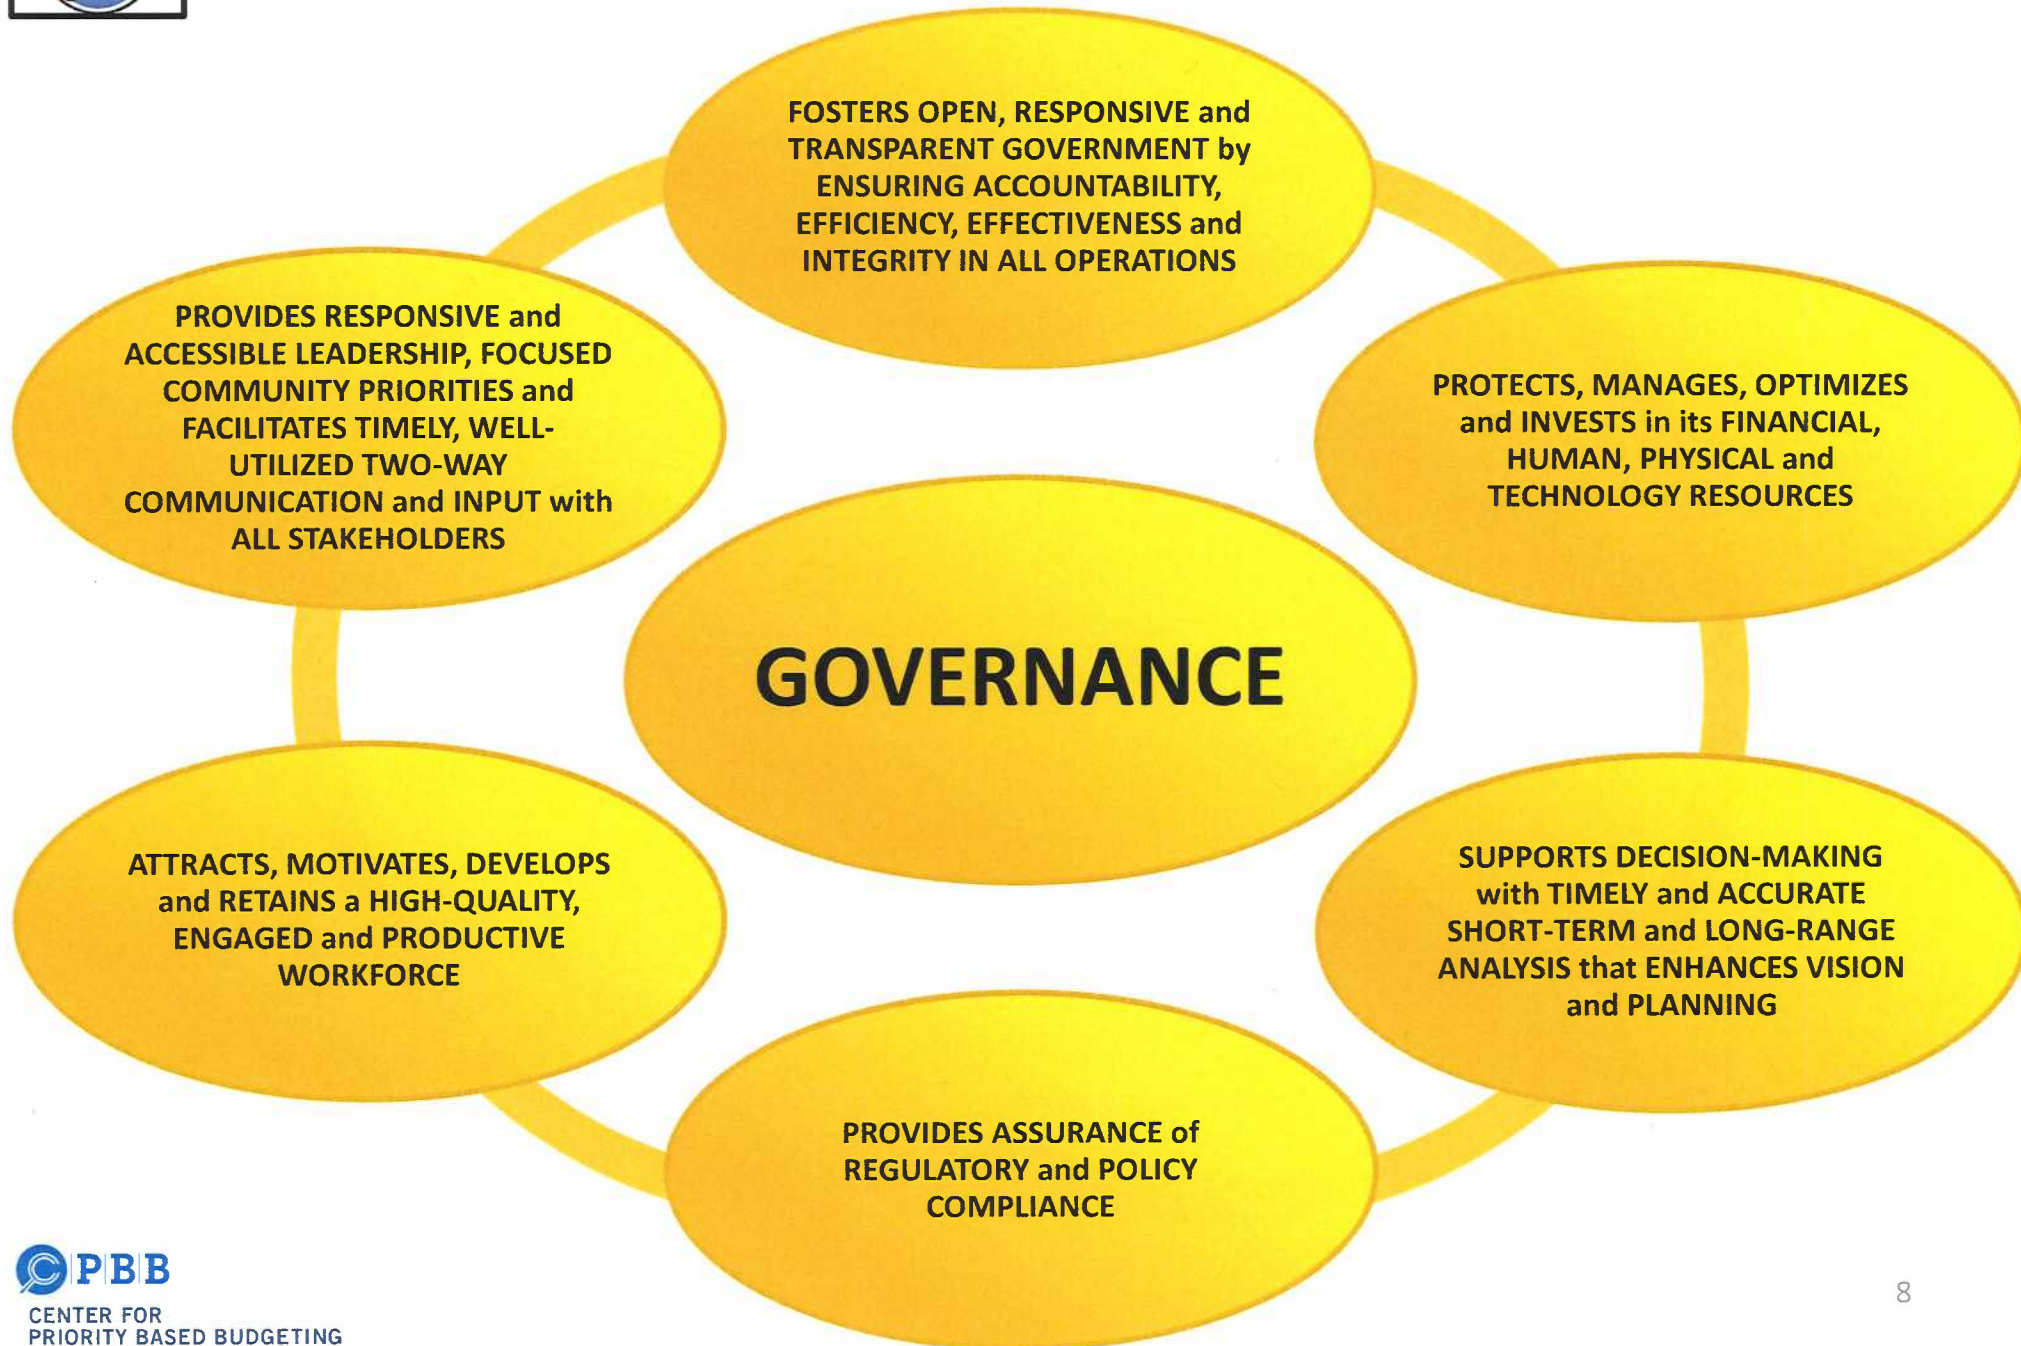 FOSTERS OPEN, RESPONSIVE and
TRANSPARENT GOVERNMENT by
ENSURING ACCOUNTABILITY,
EFFICIENCY, EFFECTIVENESS and
INTEGRITY IN ALL OPERATIONS
PROVIDES RESPONSIVE and
ACCESSIBLE LEADERSHIP, FOCUSED
COMMUNITY PRIORITIES and
FACILITATES TIMELY, WELL-
UTILIZED TWO-WAY
COMMUNICATION and INPUT with
ALL STAKEHOLDERS
PROTECTS, MANAGES, OPTIMIZES
and INVESTS in its FINANCIAL,
HUMAN, PHYSICAL and
TECHNOLOGY RESOURCES
GOVERNANCE
ATTRACTS, MOTIVATES, DEVELOPS
and RETAINS a HIGH-QUALITY,
ENGAGED and PRODUCTIVE
WORKFORCE
SUPPORTS DECISION-MAKING
with TIMELY and ACCURATE
SHORT-TERM and LONG-RANGE
ANALYSIS that ENHANCES VISION
and PLANNING
PROVIDES ASSURANCE of
REGULATORY and POLICY
COMPLIANCE
CPBB
CENTER FOR
PRIORITY BASED BUDGETING
8